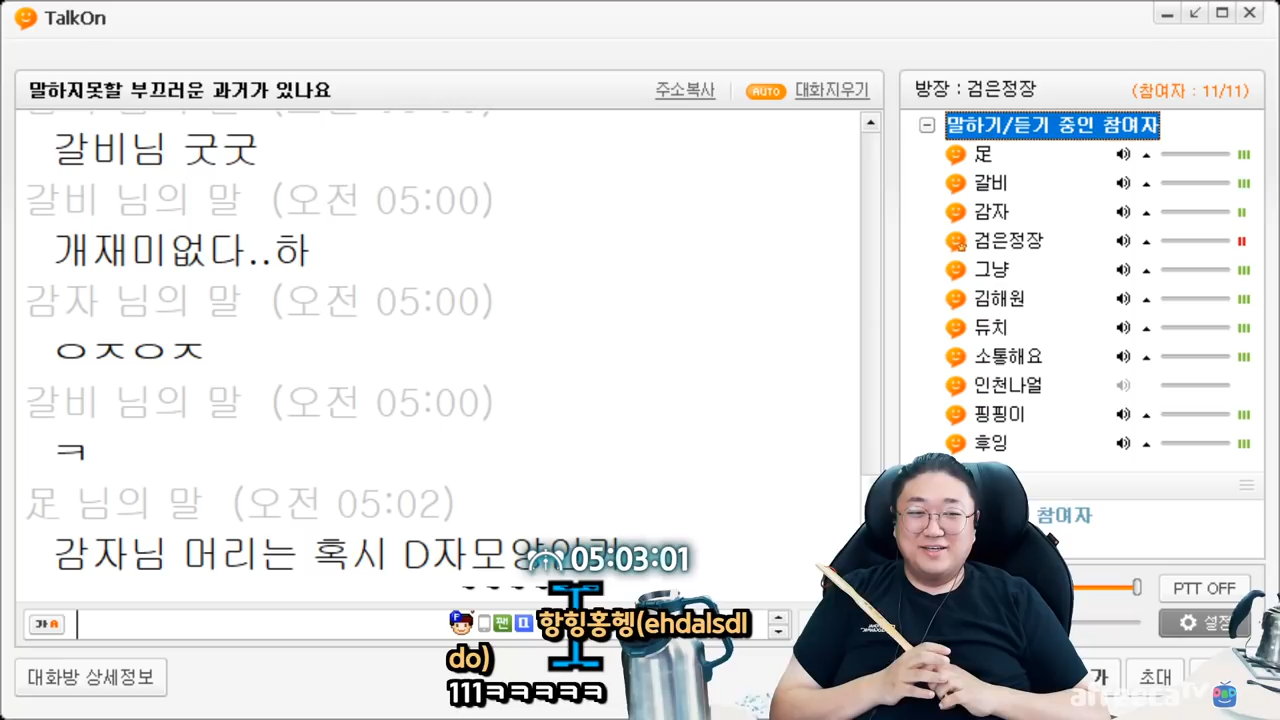 TalkOn
말하지못할 부끄러운 과거가 있나요
주소복사
AUTO
대화지우기
갈비님 굿굿
갈비 님의 말 (오전 05:00)
개재미없다..하
감자 님의 말 (오전 05:00)
ㅇㅈㅇㅈ
갈비 님의 말 (오전 05:00)
ㅋ
足 님의 말 (오전 05:02)
감자님 머리는 혹시 D자모양
05:03:01
가A
팬
항힝홍헹(ehdalsdl
do)
111ㅋㅋㅋㅋㅋ
대화방 상세정보
방장 : 검은정장
(참여자 : 11/11)
말하기/듣기 중인 참여자
足
갈비
감자
검은정장
그냥
김해원
듀치
소통해요
인천나얼
핑핑이
후잉
참여자
PTT OFF
설정
가
초대
afreecaTV